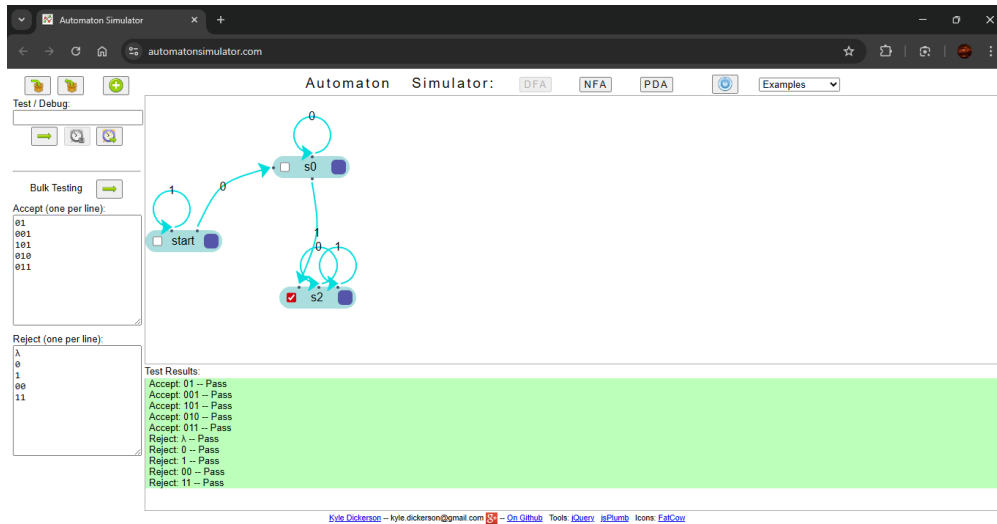 Automaton Simulator
automatonsimulator.com
Automaton Simulator:
DFA
NFA
PDA
Examples
Test / Debug:
Bulk Testing
Accept (one per line):
01
001
101
010
011
Reject (one per line):
λ
0
1
00
11
0
s0
0
1
start
1
0
1
s2
Test Results:
Accept: 01 -- Pass
Accept: 001 -- Pass
Accept: 101 -- Pass
Accept: 010 -- Pass
Accept: 011 -- Pass
Reject: λ -- Pass
Reject: 0 -- Pass
Reject: 1 -- Pass
Reject: 00 -- Pass
Reject: 11 -- Pass
Kyle Dickerson -- kyle.dickerson@gmail.com -- On Github Tools: jQuery jsPlumb Icons: FatCow